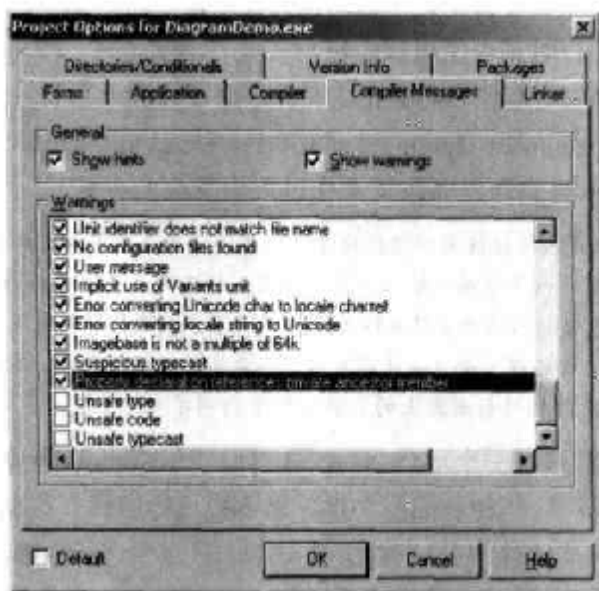 Project Options for DiagramDemo.exe
Directories/Conditionals Version Info Packages
Forms Application Compiler Compiler Messages Linker
General
Show hints Show warnings
Warnings
Unit identifier does not match file name
No configuration files found
User message
Implicit use of Variants unit
Error converting Unicode char to locale charset
Error converting locale string to Unicode
Imagebase is not a multiple of 64k
Suspicious typecast
Property declaration references private ancestor member
Unsafe type
Unsafe code
Unsafe typecast
Default OK Cancel Help